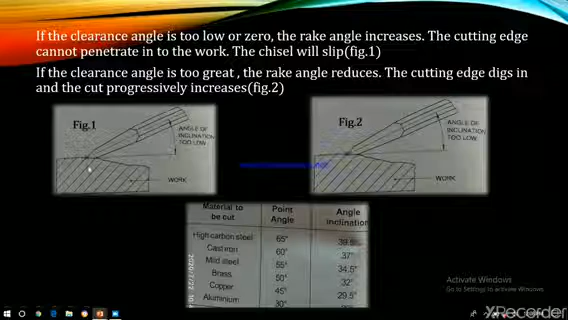 If the clearance angle is too low or zero, the rake angle increases. The cutting edge
cannot penetrate in to the work. The chisel will slip(fig.1)
If the clearance angle is too great , the rake angle reduces. The cutting edge digs in
and the cut progressively increases(fig.2)
Fig.1
ANGLE OF
INCLINATION
TOO LOW
WORK
Fig.2
ANGLE OF
INCLINATION
TOO LOW
WORK
Material to be cut Point Angle Angle inclination
High carbon steel 65° 39.5°
Cast iron 60° 37°
Mild steel 55° 34.5°
Brass 50° 32°
Copper 45° 29.5°
Aluminium 30°
Activate Windows
Go to Settings to activate Windows
XRecorder